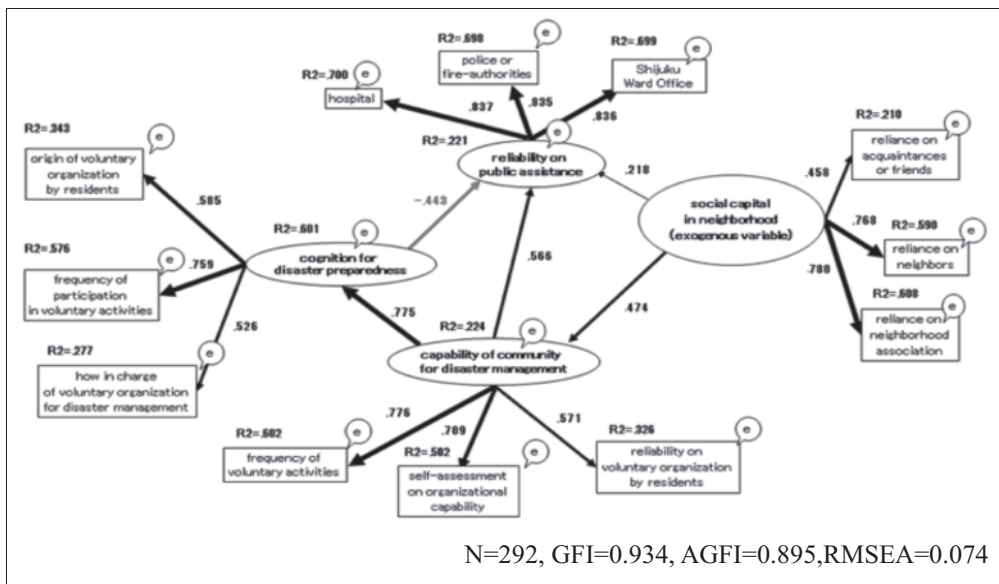 R2=.698
e
police or
fire-authorities
R2=.699
e
Shijuku
Ward Office
R2=.700
e
hospital
.837
.835
.836
R2=.343
e
origin of voluntary
organization
by residents
R2=.221
e
reliability on
public assistance
R2=.210
e
reliance on
acquaintances
or friends
.218
.458
social capital
in neighborhood
(exogenous variable)
.585
-.443
R2=.601
e
cognition for
disaster preparedness
.768
R2=.590
e
reliance on
neighbors
.780
R2=.576
e
.759
frequency of
participation
in voluntary activities
.566
R2=.608
e
reliance on
neighborhood
association
.775
.474
.526
R2=.277
e
how in charge
of voluntary organization
for disaster management
R2=.224
e
capability of community
for disaster management
.776
.709
.571
R2=.602
e
frequency of
voluntary activities
R2=.502
e
self-assessment
on organizational
capability
R2=.326
e
reliability on
voluntary organization
by residents
N=292, GFI=0.934, AGFI=0.895,RMSEA=0.074